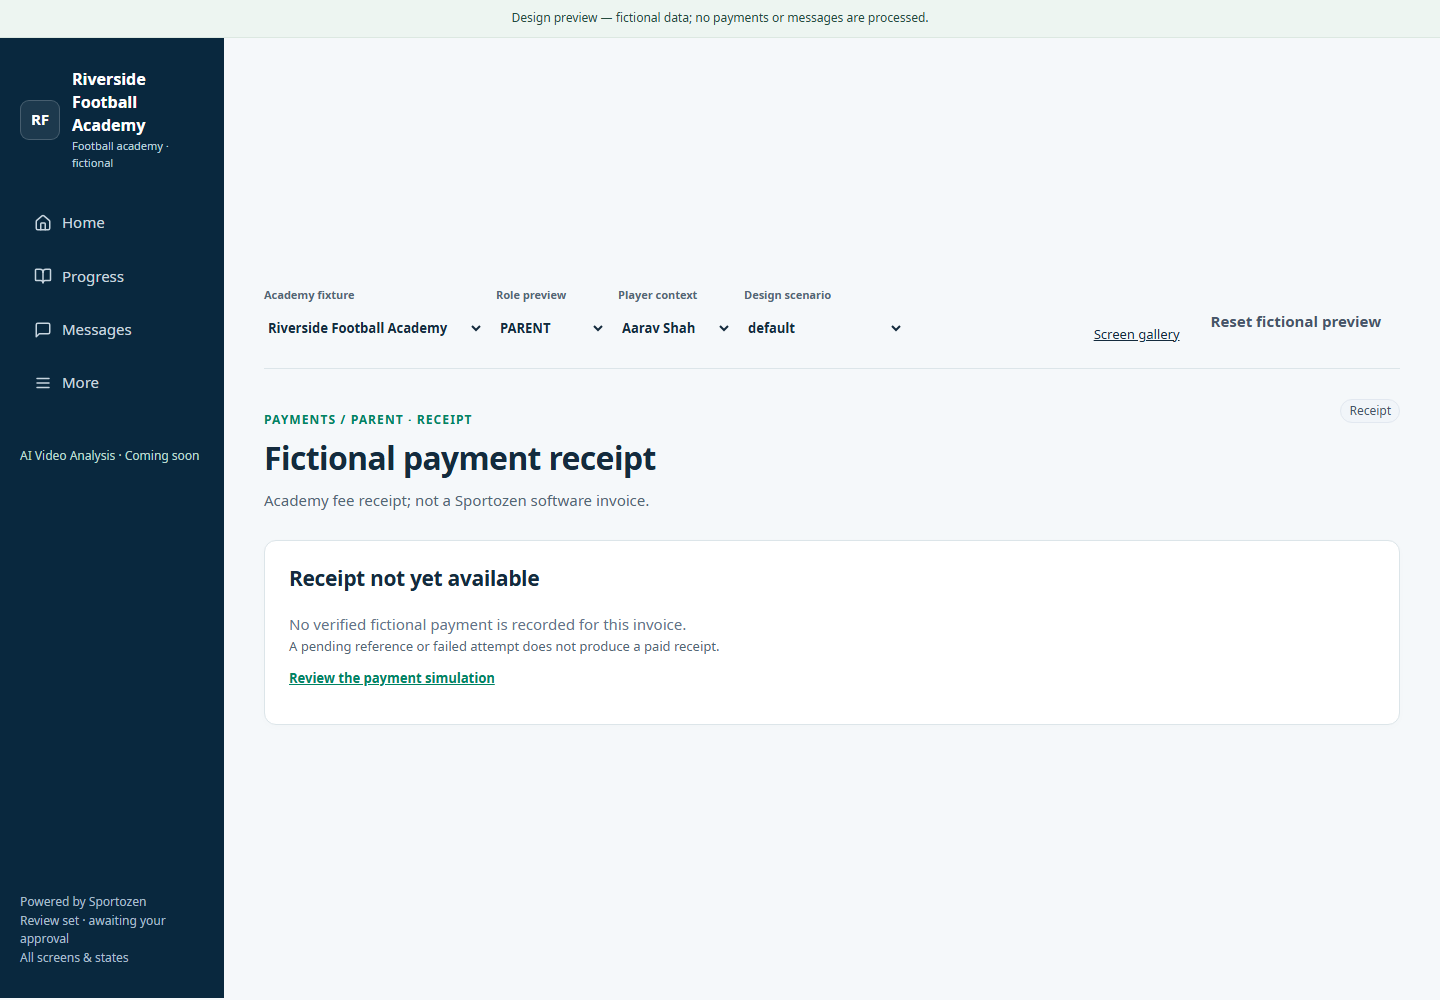 Design preview — fictional data; no payments or messages are processed.
RF
Riverside
Football
Academy
Football academy ·
fictional
Home
Progress
Messages
More
AI Video Analysis · Coming soon
Powered by Sportozen
Review set · awaiting your
approval
All screens & states
Academy fixture
Riverside Football Academy
Role preview
PARENT
Player context
Aarav Shah
Design scenario
default
Screen gallery
Reset fictional preview
PAYMENTS / PARENT · RECEIPT
Receipt
Fictional payment receipt
Academy fee receipt; not a Sportozen software invoice.
Receipt not yet available
No verified fictional payment is recorded for this invoice.
A pending reference or failed attempt does not produce a paid receipt.
Review the payment simulation